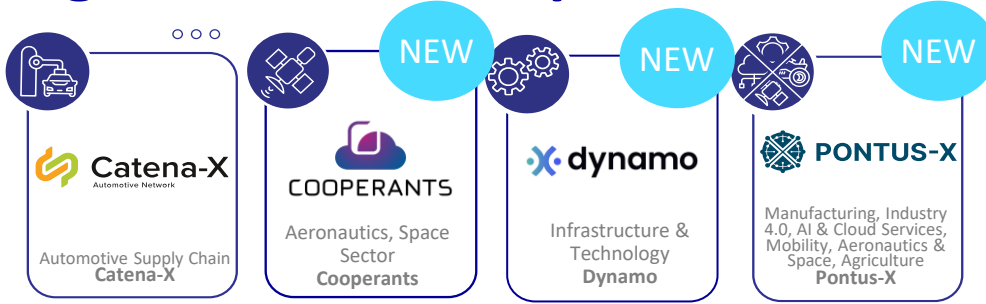 NEW
NEW
NEW
Catena-X
Automotive Network
COOPERANTS
dynamo
PONTUS-X
Automotive Supply Chain
Catena-X
Aeronautics, Space
Sector
Cooperants
Infrastructure &
Technology
Dynamo
Manufacturing, Industry
4.0, AI & Cloud Services,
Mobility, Aeronautics &
Space, Agriculture
Pontus-X